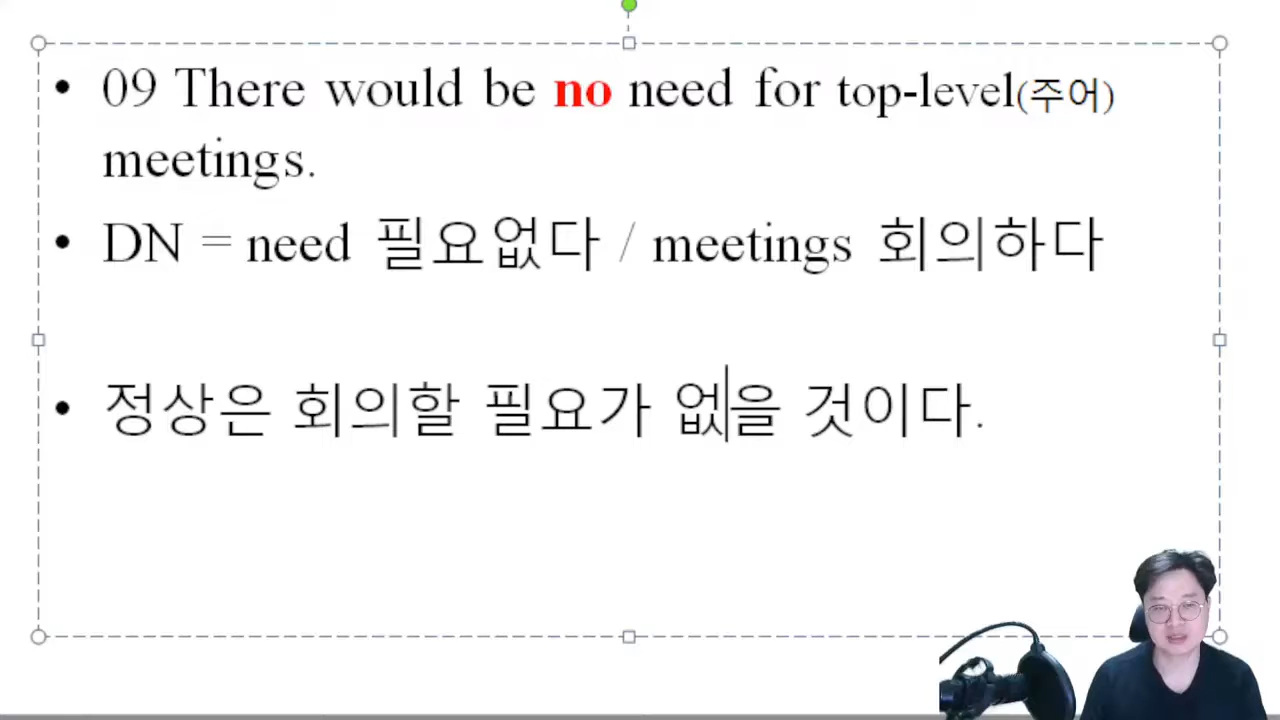 • 09 There would be no need for top-level(주어)
meetings.
• DN = need 필요없다 / meetings 회의하다
• 정상은 회의할 필요가 없을 것이다.